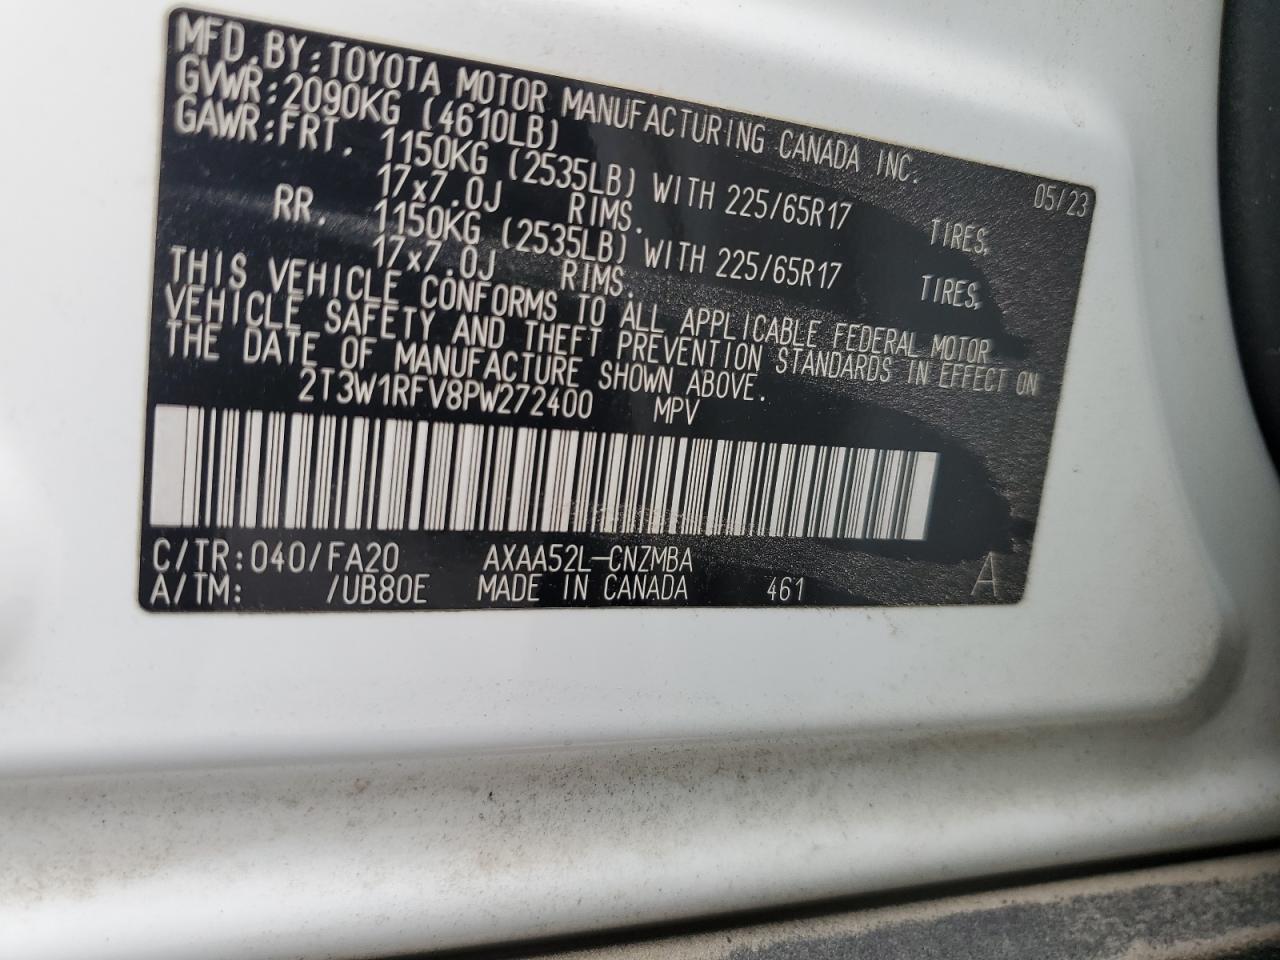 MFD.BY:TOYOTA MOTOR MANUFACTURING CANADA INC. 05/23
GVWR:2090KG (4610LB)
GAWR:FRT. 1150KG (2535LB) WITH 225/65R17 TIRES,
17x7.0J RIMS.
RR. 1150KG (2535LB) WITH 225/65R17 TIRES,
17x7.0J RIMS.
THIS VEHICLE CONFORMS TO ALL APPLICABLE FEDERAL MOTOR
VEHICLE SAFETY AND THEFT PREVENTION STANDARDS IN EFFECT ON
THE DATE OF MANUFACTURE SHOWN ABOVE.
2T3W1RFV8PW272400 MPV
C/TR:040/FA20 AXAA52L-CNZMBA
A/TM: /UB80E MADE IN CANADA 461 A